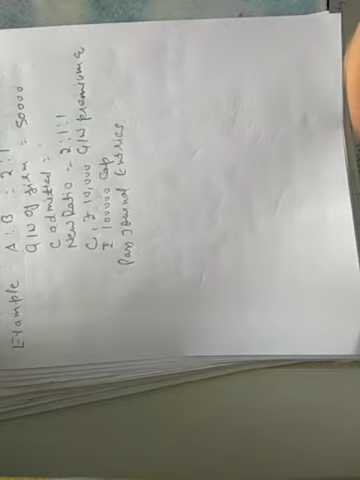 Example : A : B = 2 : 1
G/W of firm = 50000
C admitted :
New Ratio = 2 : 1 : 1
C, ₹ 10,000 G/W premium &
₹ 100000 Cap
Pass Journal Entries